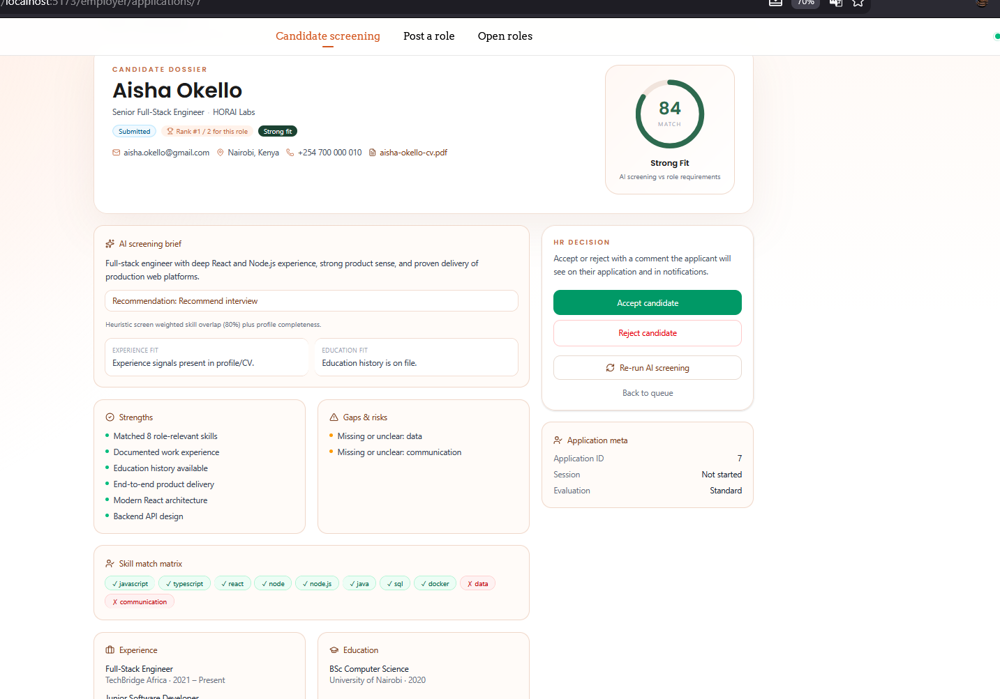 /localhost:5173/employer/applications/7
70%
Candidate screening Post a role Open roles
CANDIDATE DOSSIER
Aisha Okello
Senior Full-Stack Engineer · HORAI Labs
Submitted Rank #1 / 2 for this role Strong fit
aisha.okello@gmail.com Nairobi, Kenya +254 700 000 010 aisha-okello-cv.pdf
84
MATCH
Strong Fit
AI screening vs role requirements
AI screening brief
Full-stack engineer with deep React and Node.js experience, strong product sense, and proven delivery of
production web platforms.
Recommendation: Recommend interview
Heuristic screen weighted skill overlap (80%) plus profile completeness.
EXPERIENCE FIT
Experience signals present in profile/CV.
EDUCATION FIT
Education history is on file.
HR DECISION
Accept or reject with a comment the applicant will
see on their application and in notifications.
Accept candidate
Reject candidate
Re-run AI screening
Back to queue
Strengths
Matched 8 role-relevant skills
Documented work experience
Education history available
End-to-end product delivery
Modern React architecture
Backend API design
Gaps & risks
Missing or unclear: data
Missing or unclear: communication
Application meta
Application ID 7
Session Not started
Evaluation Standard
Skill match matrix
✓ javascript ✓ typescript ✓ react ✓ node ✓ node.js ✓ java ✓ sql ✓ docker ✗ data
✗ communication
Experience
Full-Stack Engineer
TechBridge Africa · 2021 – Present
Junior Software Developer
Education
BSc Computer Science
University of Nairobi · 2020